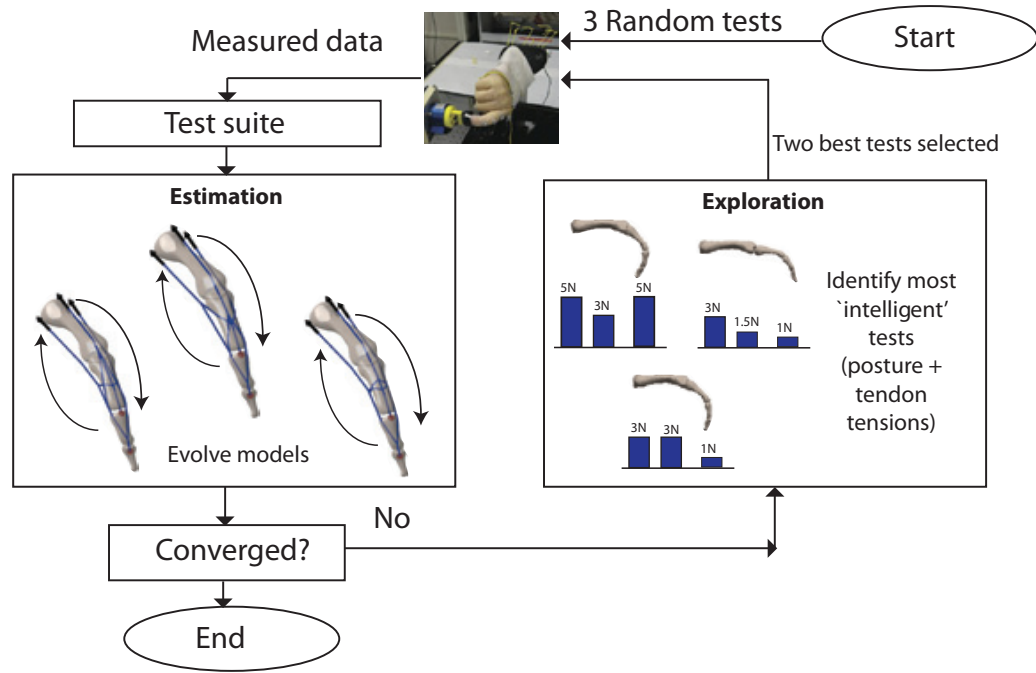 3 Random tests
Start
Measured data
Test suite
Two best tests selected
Estimation
Evolve models
Exploration
5N
3N
5N
3N
1.5N
1N
3N
3N
1N
Identify most
`intelligent’
tests
(posture +
tendon
tensions)
Converged?
No
End